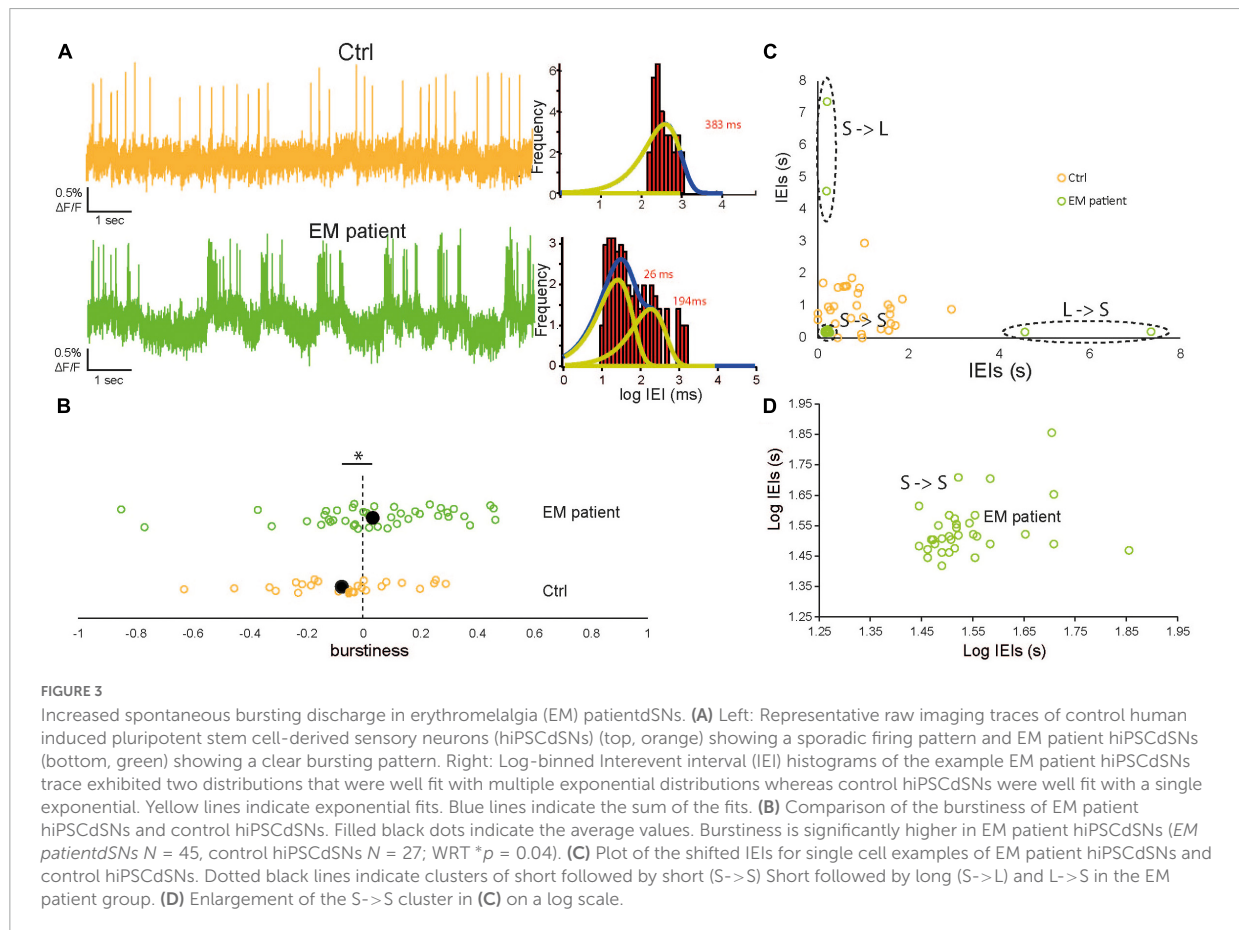 A
Ctrl
0.5%
ΔF/F
1 sec
EM patient
0.5%
ΔF/F
1 sec
Frequency
6
4
2
0
383 ms
1 2 3 4
Frequency
3
2
1
0
26 ms
194ms
0 1 2 3 4 5
log IEI (ms)
B
*
EM patient
Ctrl
-1 -0.8 -0.6 -0.4 -0.2 0 0.2 0.4 0.6 0.8 1
burstiness
C
8
7
6
5
4
3
2
1
0
IEIs (s)
S -> L
Ctrl
EM patient
S -> S
L -> S
0 2 4 6 8
IEIs (s)
D
1.95
1.85
1.75
1.65
1.55
1.45
1.35
1.25
Log IEIs (s)
S -> S
EM patient
1.25 1.35 1.45 1.55 1.65 1.75 1.85 1.95
Log IEIs (s)
FIGURE 3
Increased spontaneous bursting discharge in erythromelalgia (EM) patientdSNs. (A) Left: Representative raw imaging traces of control human
induced pluripotent stem cell-derived sensory neurons (hiPSCdSNs) (top, orange) showing a sporadic firing pattern and EM patient hiPSCdSNs
(bottom, green) showing a clear bursting pattern. Right: Log-binned Interevent interval (IEI) histograms of the example EM patient hiPSCdSNs
trace exhibited two distributions that were well fit with multiple exponential distributions whereas control hiPSCdSNs were well fit with a single
exponential. Yellow lines indicate exponential fits. Blue lines indicate the sum of the fits. (B) Comparison of the burstiness of EM patient
hiPSCdSNs and control hiPSCdSNs. Filled black dots indicate the average values. Burstiness is significantly higher in EM patient hiPSCdSNs (EM
patientdSNs N = 45, control hiPSCdSNs N = 27; WRT *p = 0.04). (C) Plot of the shifted IEIs for single cell examples of EM patient hiPSCdSNs and
control hiPSCdSNs. Dotted black lines indicate clusters of short followed by short (S->S) Short followed by long (S->L) and L->S in the EM
patient group. (D) Enlargement of the S->S cluster in (C) on a log scale.